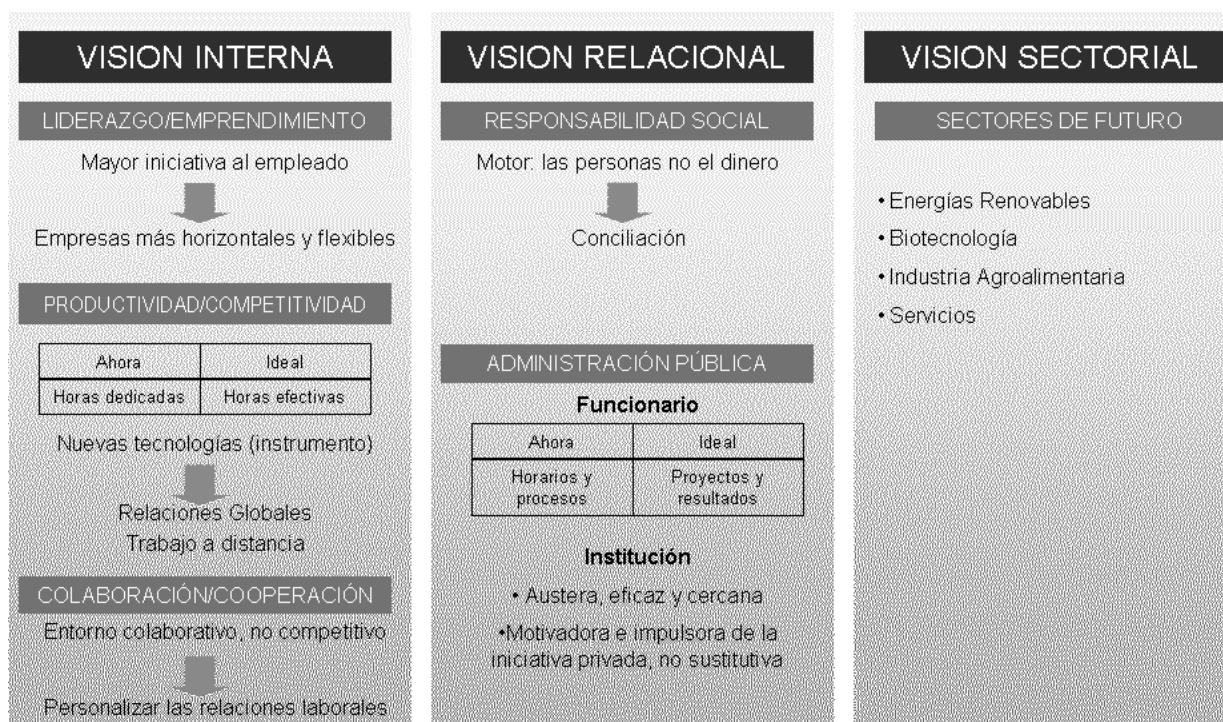 VISION INTERNA
LIDERAZGO/EMPRENDIMIENTO
Mayor iniciativa al empleado
Empresas más horizontales y flexibles
PRODUCTIVIDAD/COMPETITIVIDAD
Ahora Ideal
Horas dedicadas Horas efectivas
Nuevas tecnologías (instrumento)
Relaciones Globales
Trabajo a distancia
COLABORACIÓN/COOPERACIÓN
Entorno colaborativo, no competitivo
Personalizar las relaciones laborales
VISION RELACIONAL
RESPONSABILIDAD SOCIAL
Motor: las personas no el dinero
Conciliación
ADMINISTRACIÓN PÚBLICA
Funcionario
Ahora Ideal
Horarios y Proyectos y
procesos resultados
Institución
• Austera, eficaz y cercana
•Motivadora e impulsora de la
iniciativa privada, no sustitutiva
VISION SECTORIAL
SECTORES DE FUTURO
• Energías Renovables
• Biotecnología
• Industria Agroalimentaria
• Servicios